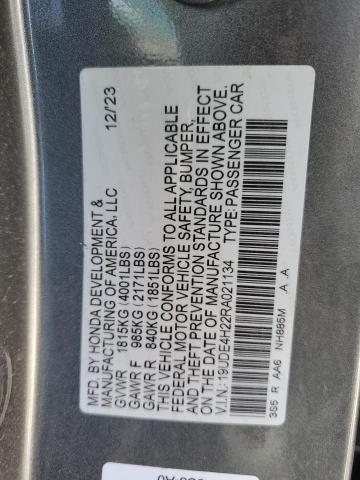 MFD. BY HONDA DEVELOPMENT & 12/'23
MANUFACTURING OF AMERICA, LLC
GVWR 1815KG (4001LBS)
GAWR F 985KG (2171LBS)
GAWR R 840KG (1851LBS)
THIS VEHICLE CONFORMS TO ALL APPLICABLE
FEDERAL MOTOR VEHICLE SAFETY, BUMPER,
AND THEFT PREVENTION STANDARDS IN EFFECT
ON THE DATE OF MANUFACTURE SHOWN ABOVE.
V.I.N.: 19UDE4H22RA021134 TYPE: PASSENGER CAR
3S5 R AA6 NH885M A .A